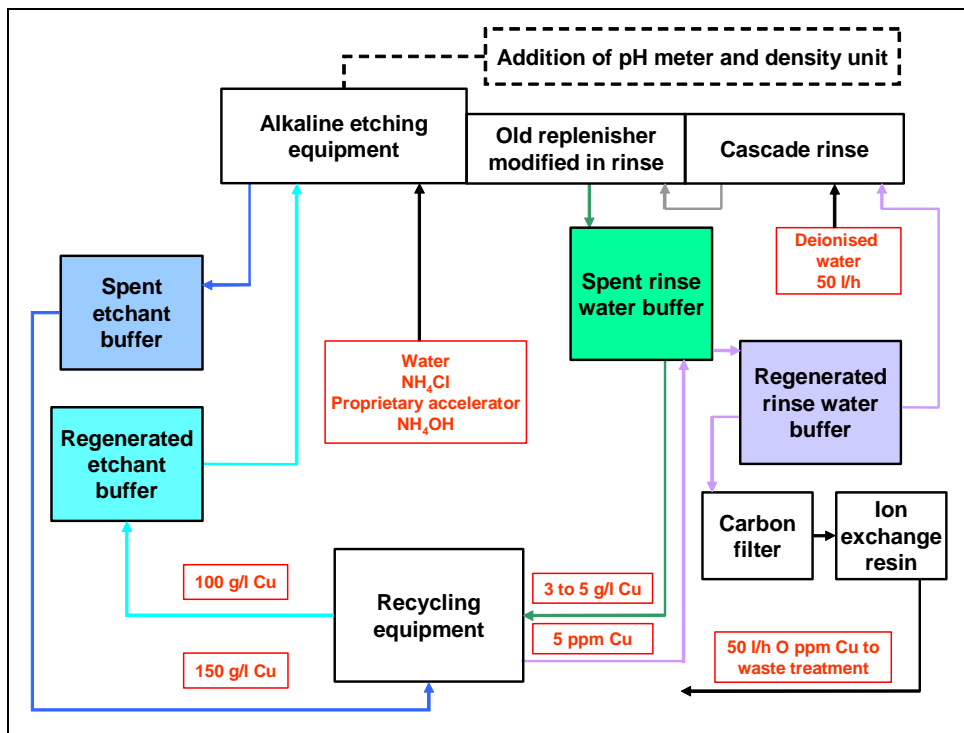 Addition of pH meter and density unit
Alkaline etching
equipment
Old replenisher
modified in rinse
Cascade rinse
Deionised
water
50 l/h
Spent
etchant
buffer
Spent rinse
water buffer
Water
NH₄Cl
Proprietary accelerator
NH₄OH
Regenerated
rinse water
buffer
Regenerated
etchant
buffer
Carbon
filter
Ion
exchange
resin
100 g/l Cu
Recycling
equipment
3 to 5 g/l Cu
5 ppm Cu
150 g/l Cu
50 l/h O ppm Cu to
waste treatment